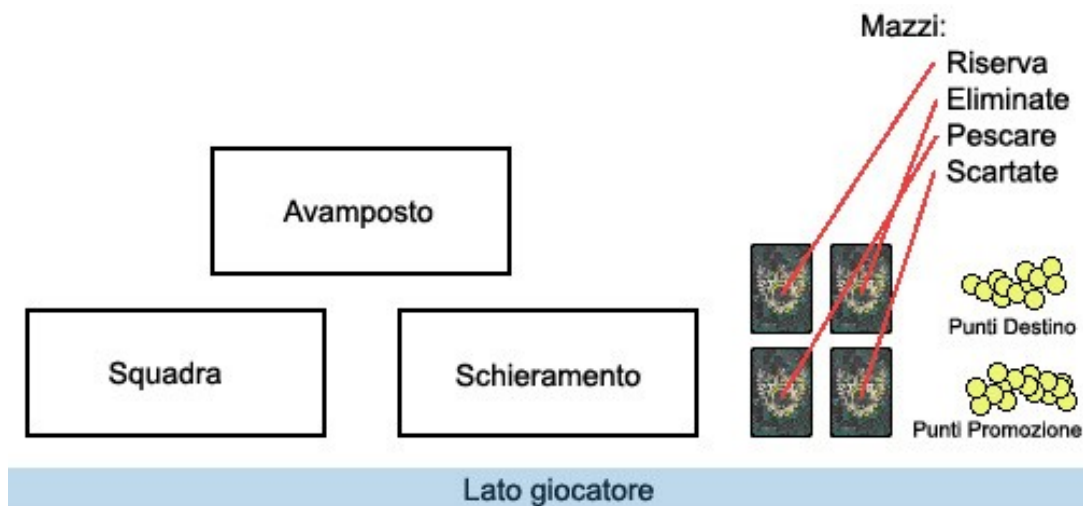 Mazzi:
Riserva
Eliminate
Pescare
Scartate
Avamposto
Punti Destino
Squadra
Schieramento
Punti Promozione
Lato giocatore